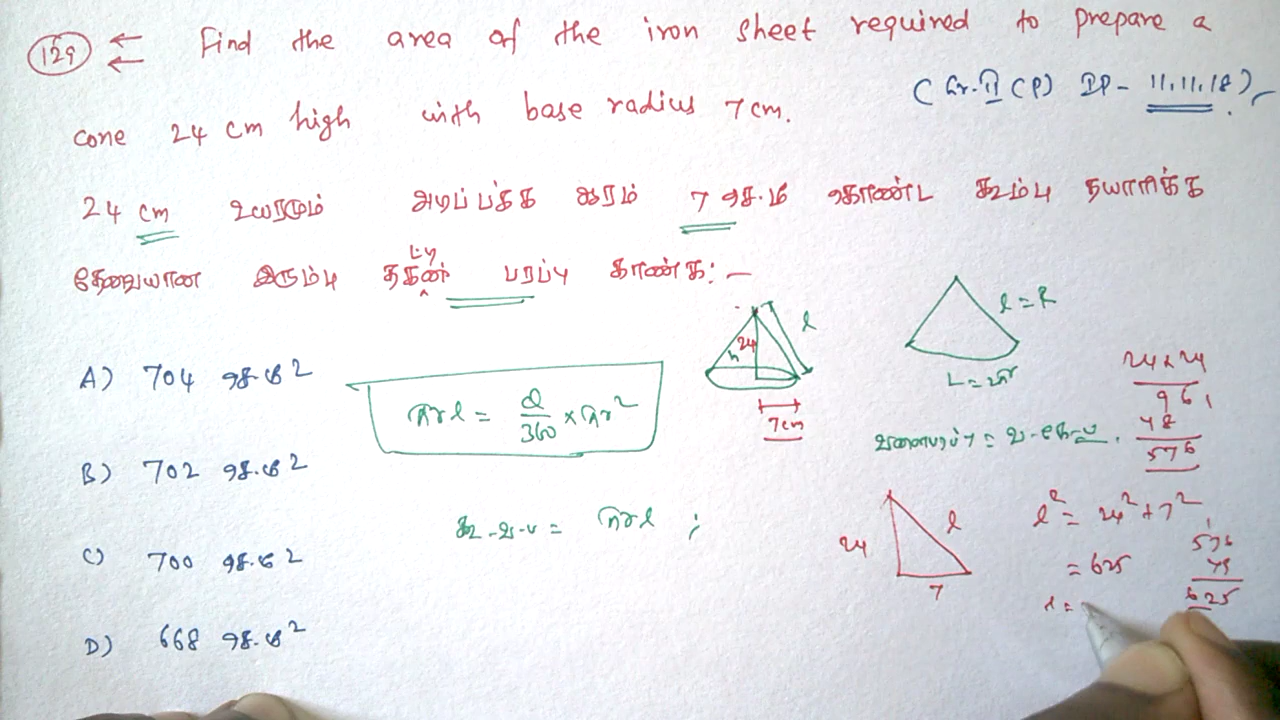 129 Find the area of the iron sheet required to prepare a
cone 24 cm high with base radius 7 cm.
(Gr.II (P) DP - 11.11.18)
24 cm உயரமும் அடிப்பக்க ஆரம் 7 செ.மீ கொண்ட கூம்பு தயாரிக்க
தேவையான இரும்பு தகட்டின் பரப்பு காண்க:-
A) 704 செ.மீ 2
B) 702 செ.மீ 2
C) 700 செ.மீ 2
D) 668 செ.மீ 2
πrl = Q/360 × πr²
கூ-வ-ப = πrl ;
h 24 l
7cm
l = R
L = 2πr
24 x 24
96
48
576
24 l
7
l² = 24² + 7²
= 625
l =
576
49
625